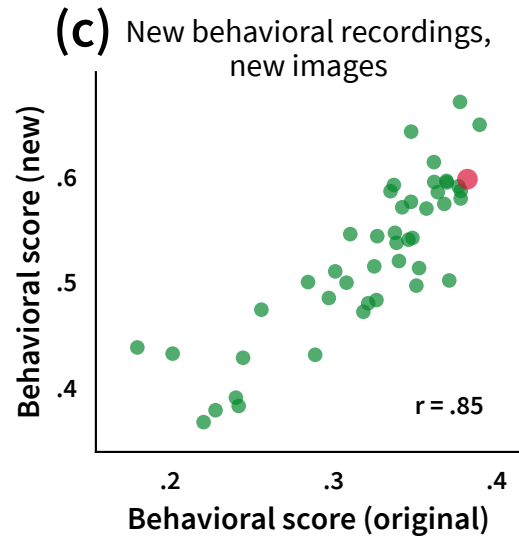 (c) New behavioral recordings,
new images
Behavioral score (new)
.6
.5
.4
r = .85
.2 .3 .4
Behavioral score (original)